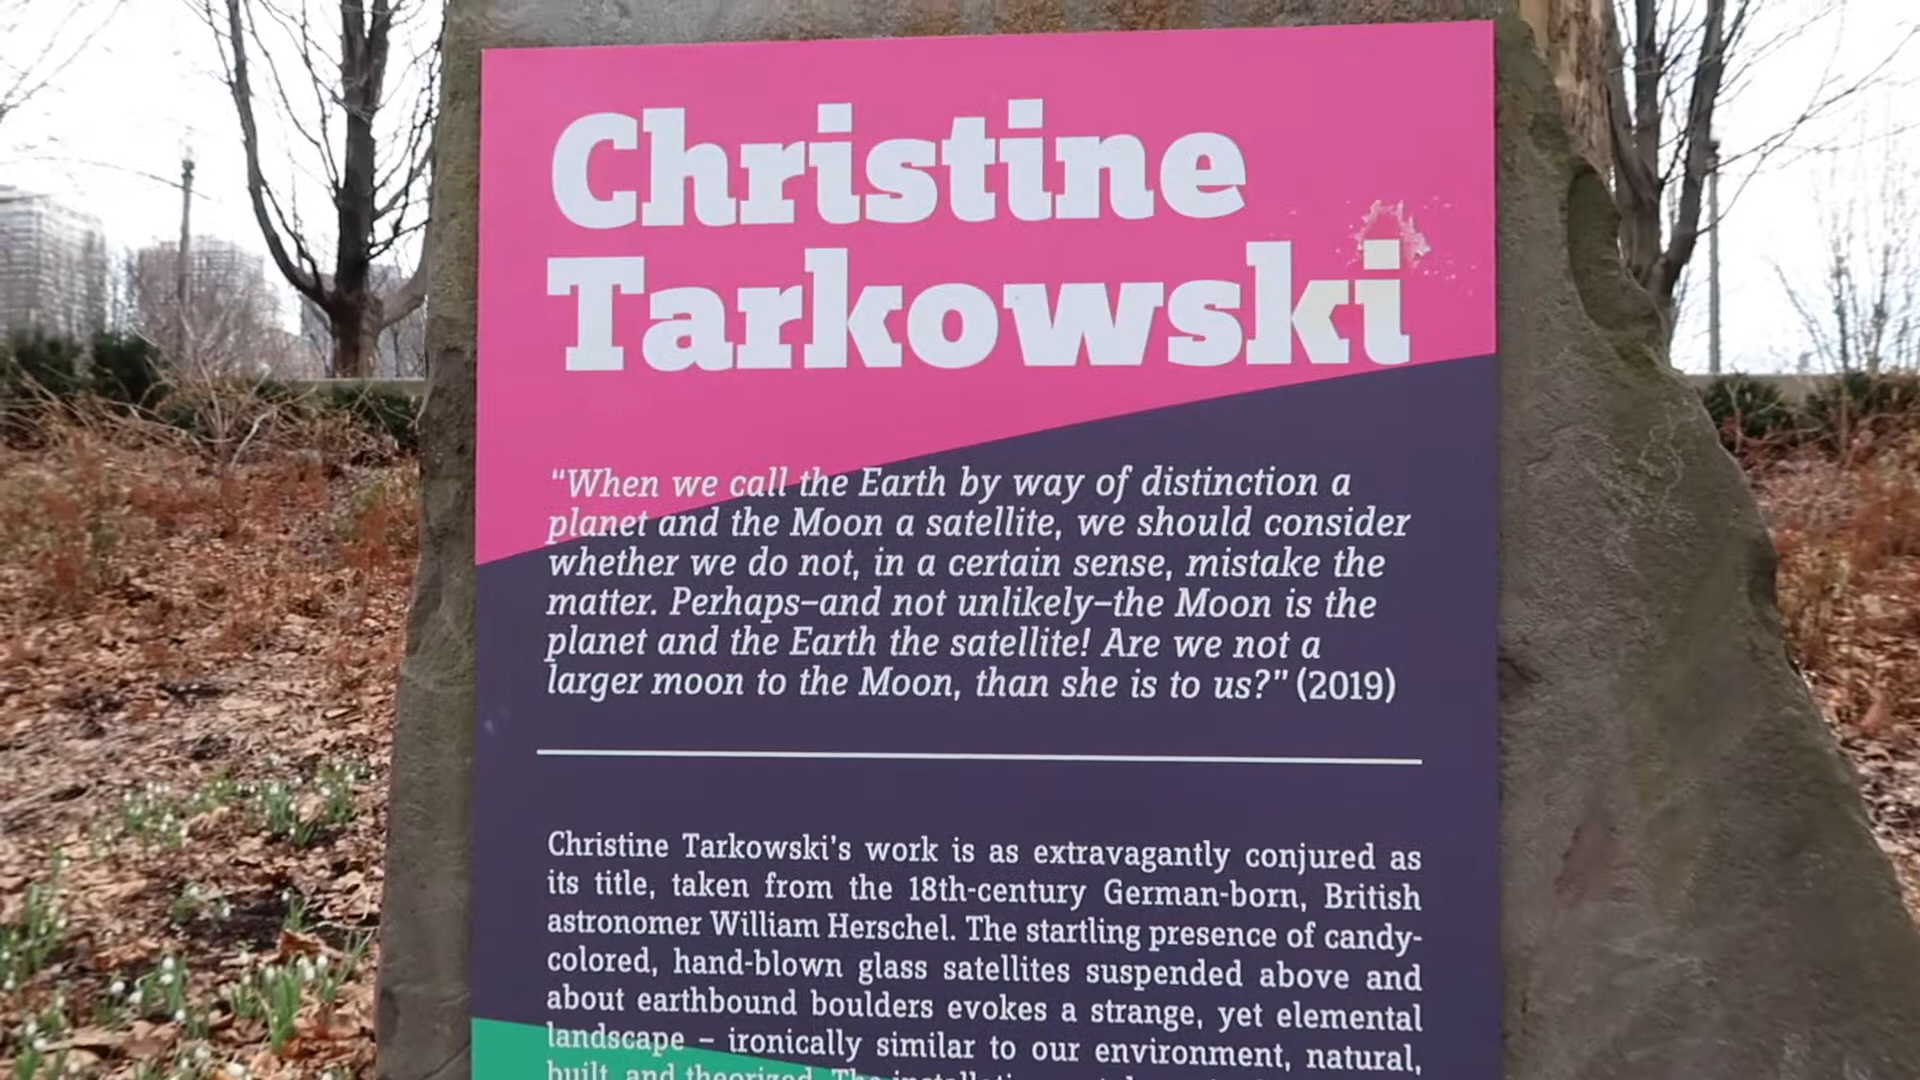 Christine
Tarkowski
“When we call the Earth by way of distinction a
planet and the Moon a satellite, we should consider
whether we do not, in a certain sense, mistake the
matter. Perhaps–and not unlikely–the Moon is the
planet and the Earth the satellite! Are we not a
larger moon to the Moon, than she is to us?” (2019)
Christine Tarkowski’s work is as extravagantly conjured as
its title, taken from the 18th-century German-born, British
astronomer William Herschel. The startling presence of candy-
colored, hand-blown glass satellites suspended above and
about earthbound boulders evokes a strange, yet elemental
landscape – ironically similar to our environment, natural,
built, and theorized. The